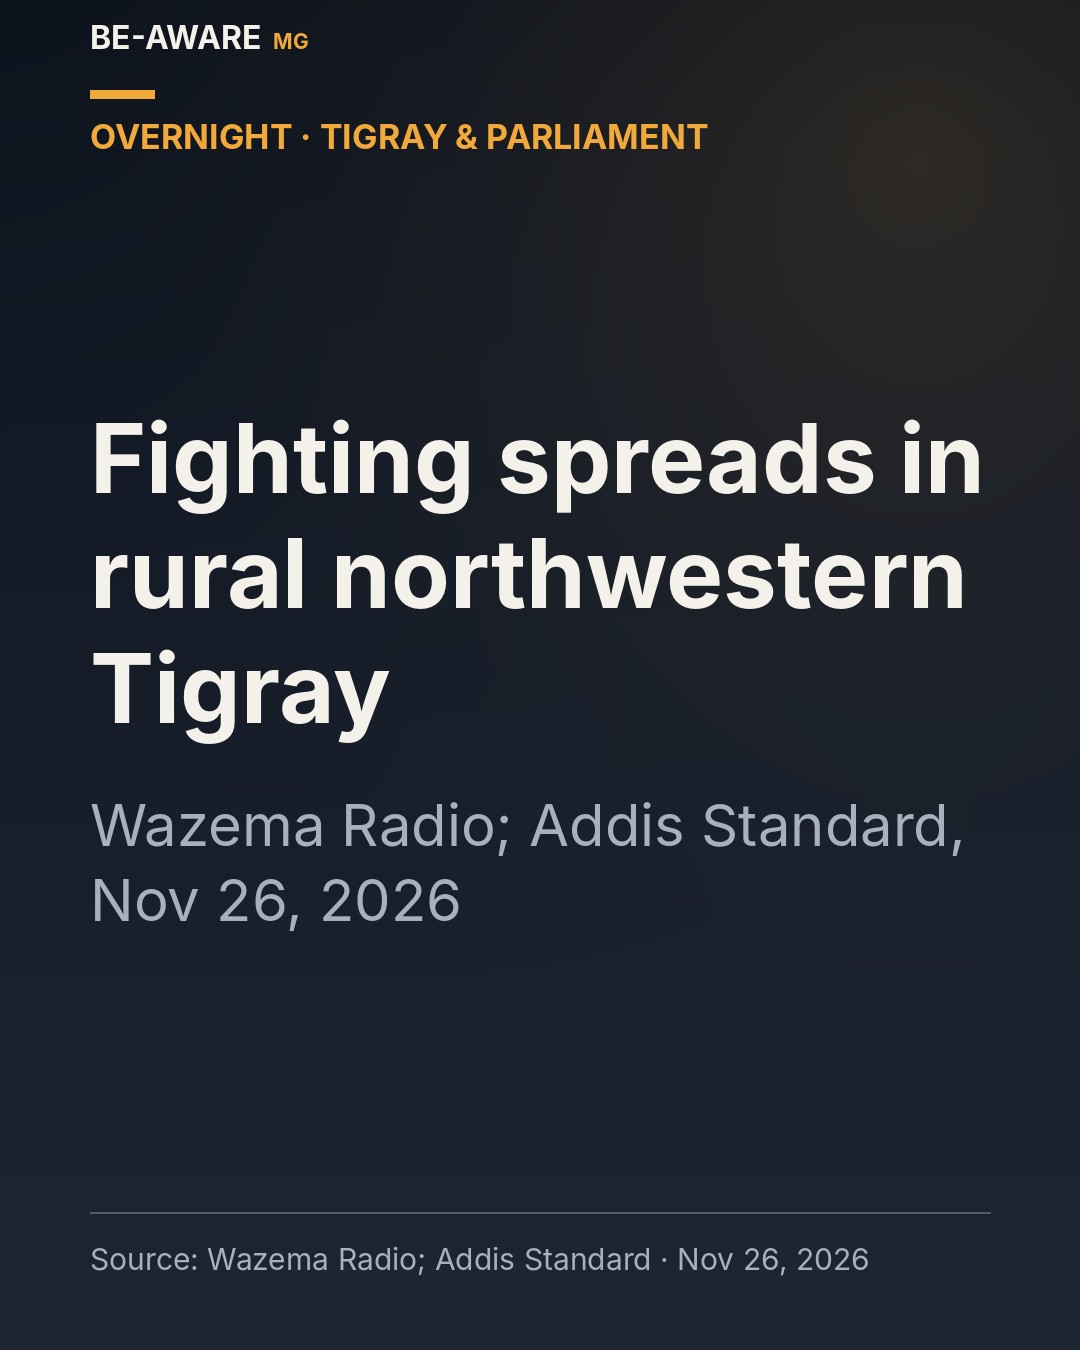 BE-AWARE MG
OVERNIGHT · TIGRAY & PARLIAMENT
Fighting spreads in
rural northwestern
Tigray
Wazema Radio; Addis Standard,
Nov 26, 2026
Source: Wazema Radio; Addis Standard · Nov 26, 2026